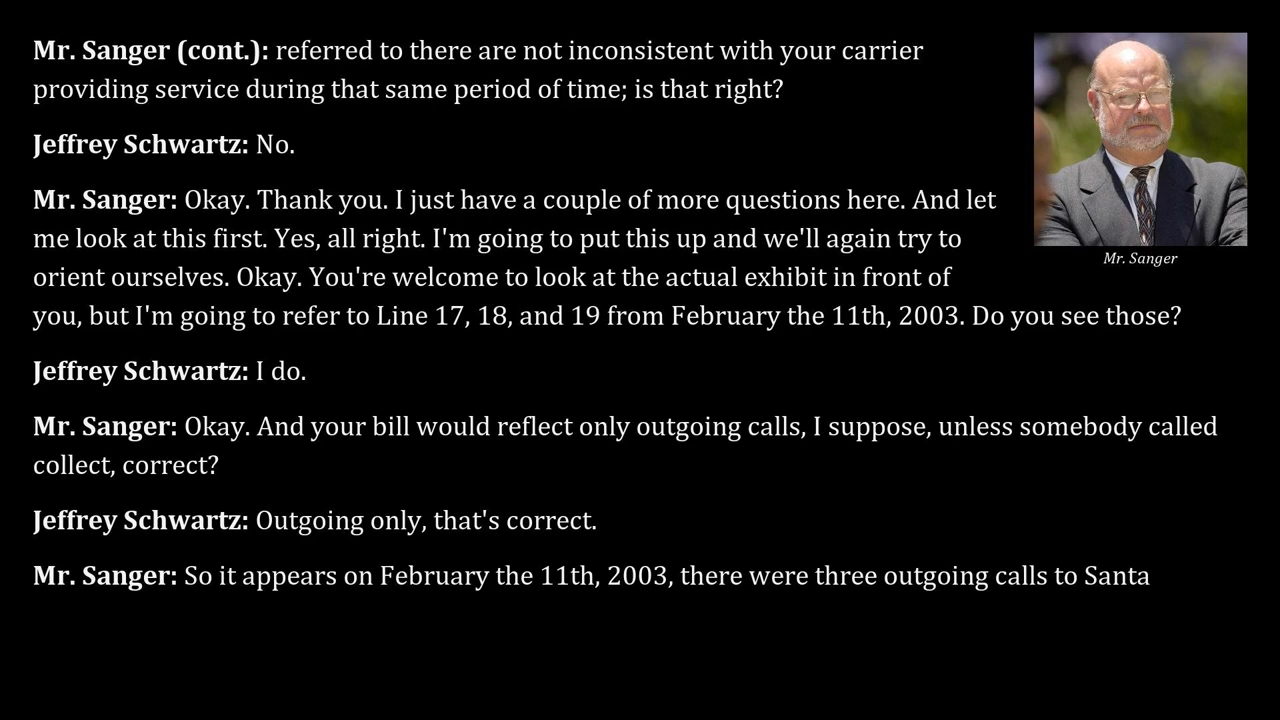 Mr. Sanger (cont.): referred to there are not inconsistent with your carrier
providing service during that same period of time; is that right?
Jeffrey Schwartz: No.
Mr. Sanger: Okay. Thank you. I just have a couple of more questions here. And let
me look at this first. Yes, all right. I'm going to put this up and we'll again try to
orient ourselves. Okay. You're welcome to look at the actual exhibit in front of
you, but I'm going to refer to Line 17, 18, and 19 from February the 11th, 2003. Do you see those?
Mr. Sanger
Jeffrey Schwartz: I do.
Mr. Sanger: Okay. And your bill would reflect only outgoing calls, I suppose, unless somebody called
collect, correct?
Jeffrey Schwartz: Outgoing only, that's correct.
Mr. Sanger: So it appears on February the 11th, 2003, there were three outgoing calls to Santa